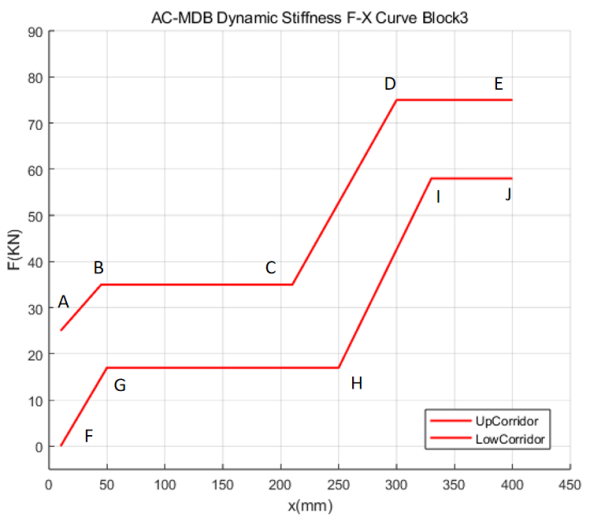 AC-MDB Dynamic Stiffness F-X Curve Block3
90
80
70
60
50
40
30
20
10
0
F(KN)
D
E
I
J
B
C
A
H
G
F
UpCorridor
LowCorridor
0
50
100
150
200
250
300
350
400
450
x(mm)